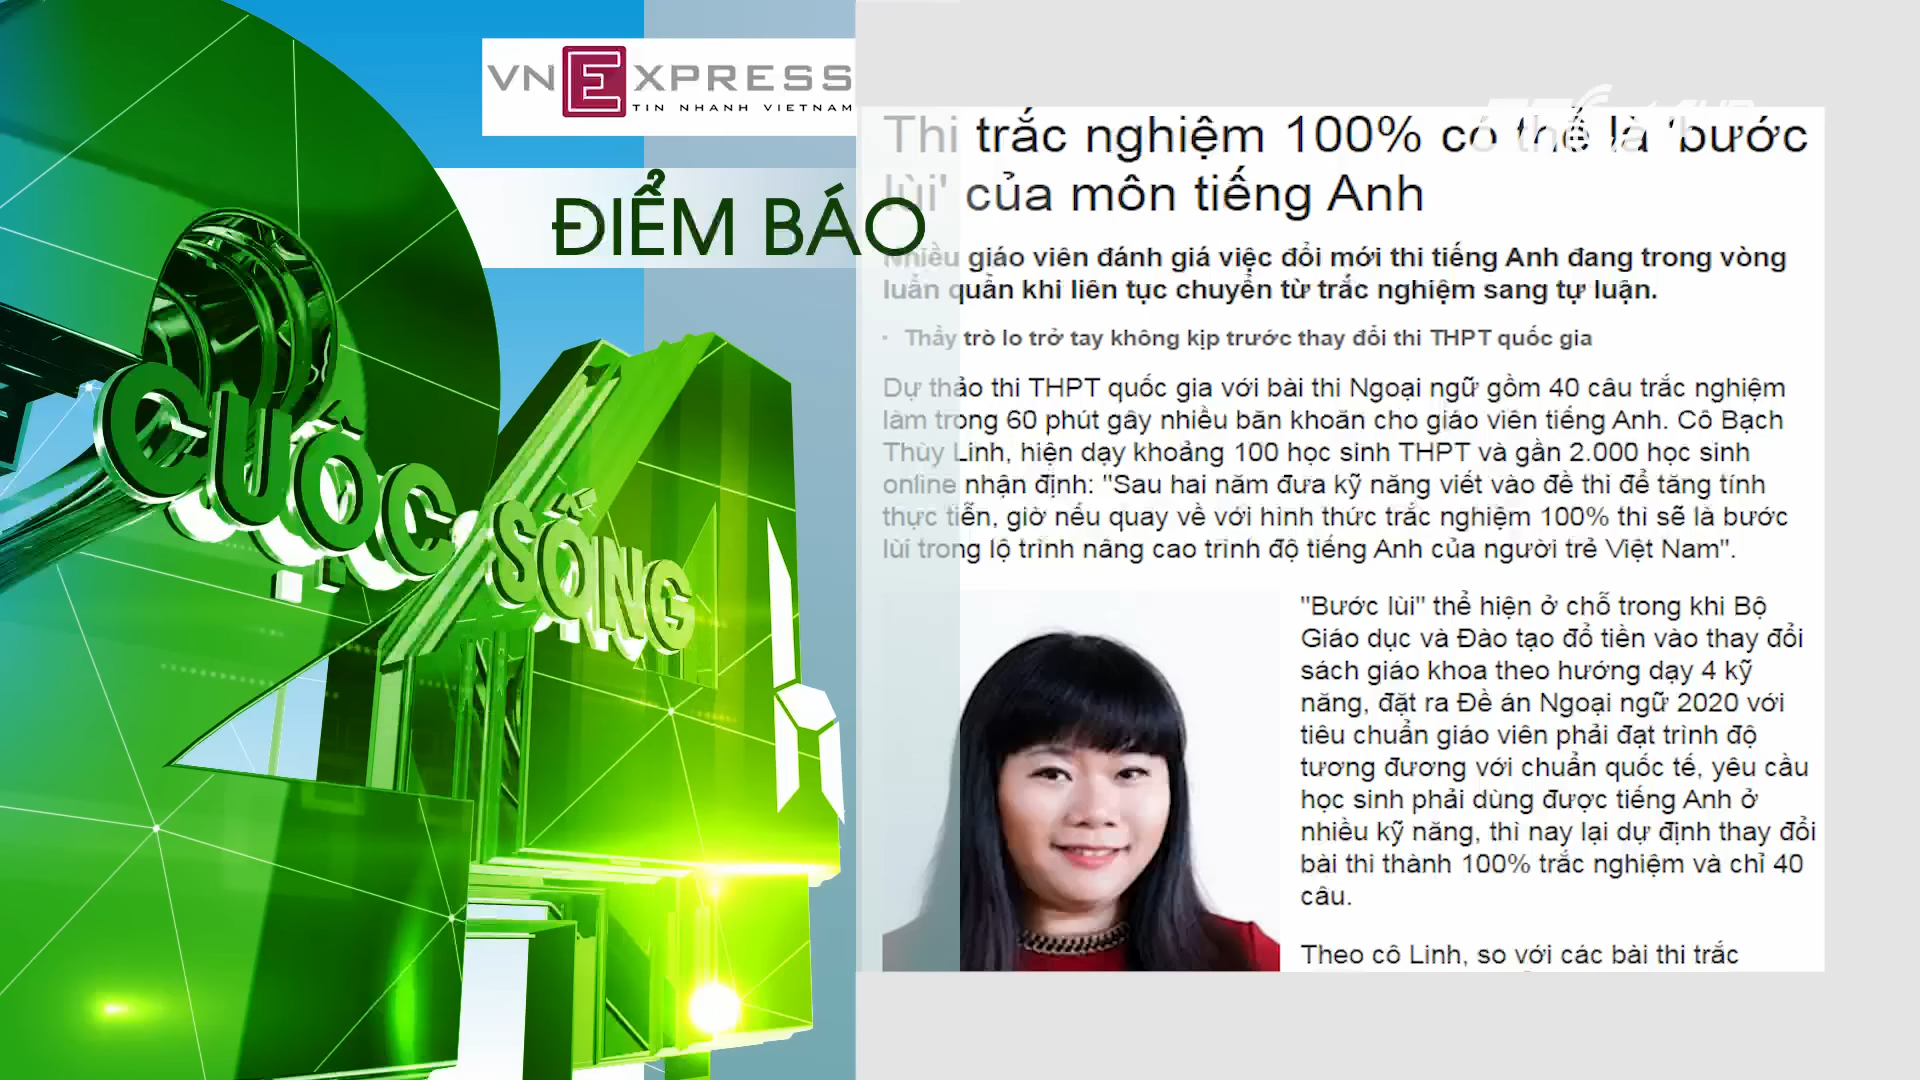 VNEXPRESS
TIN NHANH VIETNAM
ĐIỂM BÁO
CUỘC SỐNG
24h
Thi trắc nghiệm 100% có thể là 'bước
lùi' của môn tiếng Anh
Nhiều giáo viên đánh giá việc đổi mới thi tiếng Anh đang trong vòng
luẩn quẩn khi liên tục chuyển từ trắc nghiệm sang tự luận.
Thầy trò lo trở tay không kịp trước thay đổi thi THPT quốc gia
Dự thảo thi THPT quốc gia với bài thi Ngoại ngữ gồm 40 câu trắc nghiệm
làm trong 60 phút gây nhiều băn khoăn cho giáo viên tiếng Anh. Cô Bạch
Thùy Linh, hiện dạy khoảng 100 học sinh THPT và gần 2.000 học sinh
online nhận định: "Sau hai năm đưa kỹ năng viết vào đề thi để tăng tính
thực tiễn, giờ nếu quay về với hình thức trắc nghiệm 100% thì sẽ là bước
lùi trong lộ trình nâng cao trình độ tiếng Anh của người trẻ Việt Nam".
"Bước lùi" thể hiện ở chỗ trong khi Bộ
Giáo dục và Đào tạo đổ tiền vào thay đổi
sách giáo khoa theo hướng dạy 4 kỹ
năng, đặt ra Đề án Ngoại ngữ 2020 với
tiêu chuẩn giáo viên phải đạt trình độ
tương đương với chuẩn quốc tế, yêu cầu
học sinh phải dùng được tiếng Anh ở
nhiều kỹ năng, thì nay lại dự định thay đổi
bài thi thành 100% trắc nghiệm và chỉ 40
câu.
Theo cô Linh, so với các bài thi trắc